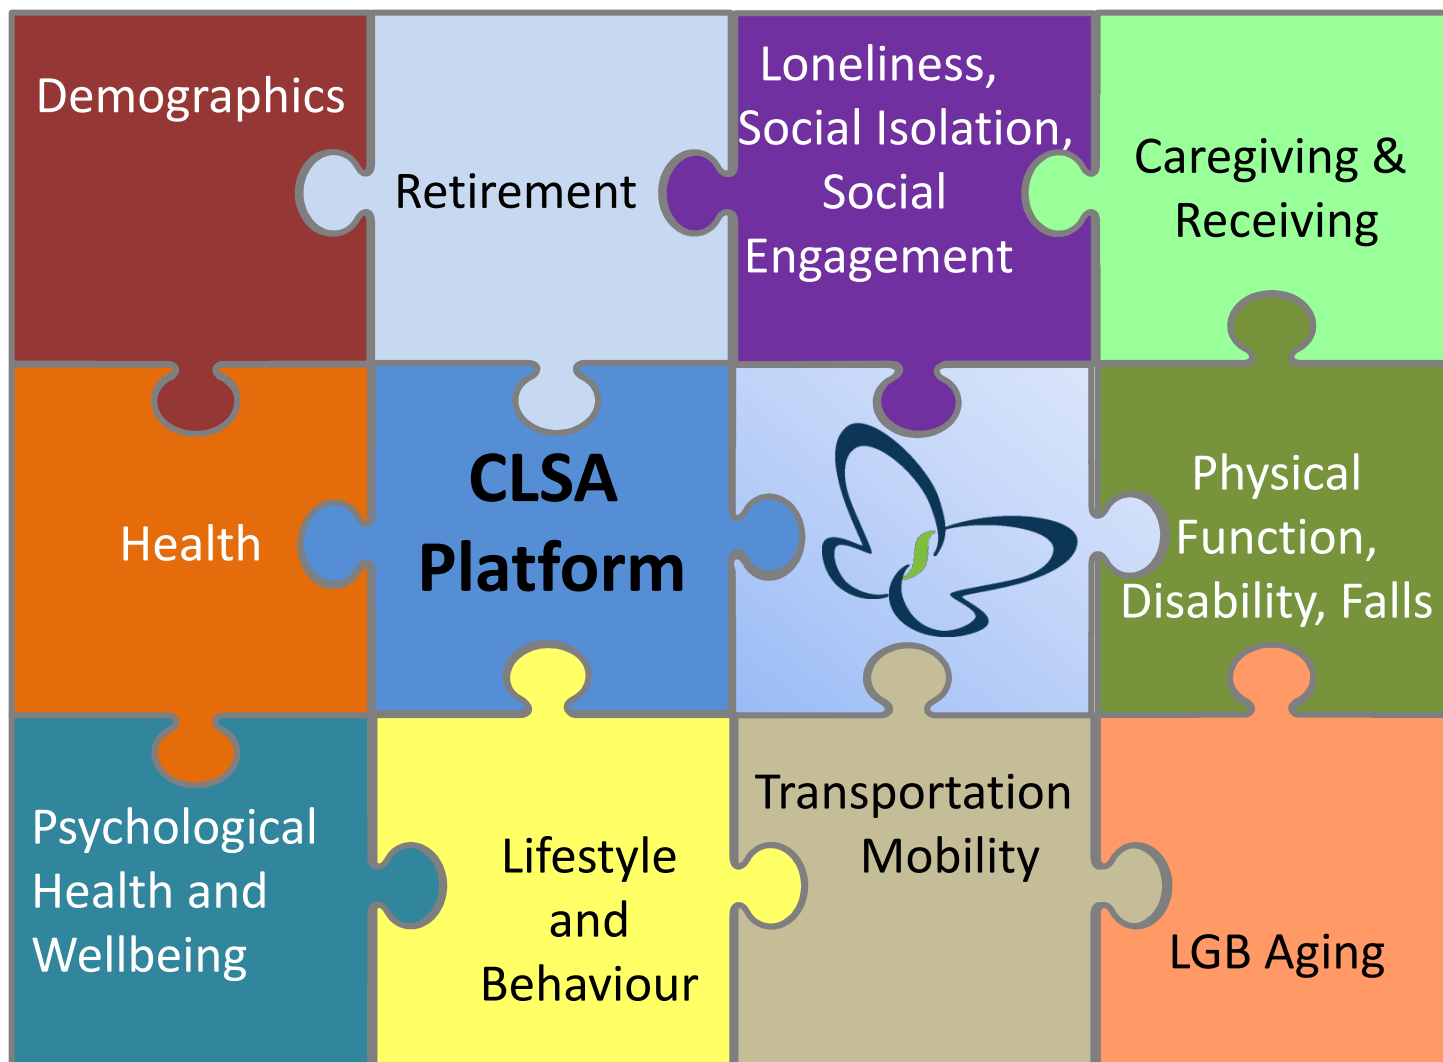 Demographics
Retirement
Loneliness,
Social Isolation,
Social
Engagement
Caregiving &
Receiving
Health
CLSA
Platform
Physical
Function,
Disability, Falls
Psychological
Health and
Wellbeing
Lifestyle
and
Behaviour
Transportation
Mobility
LGB Aging